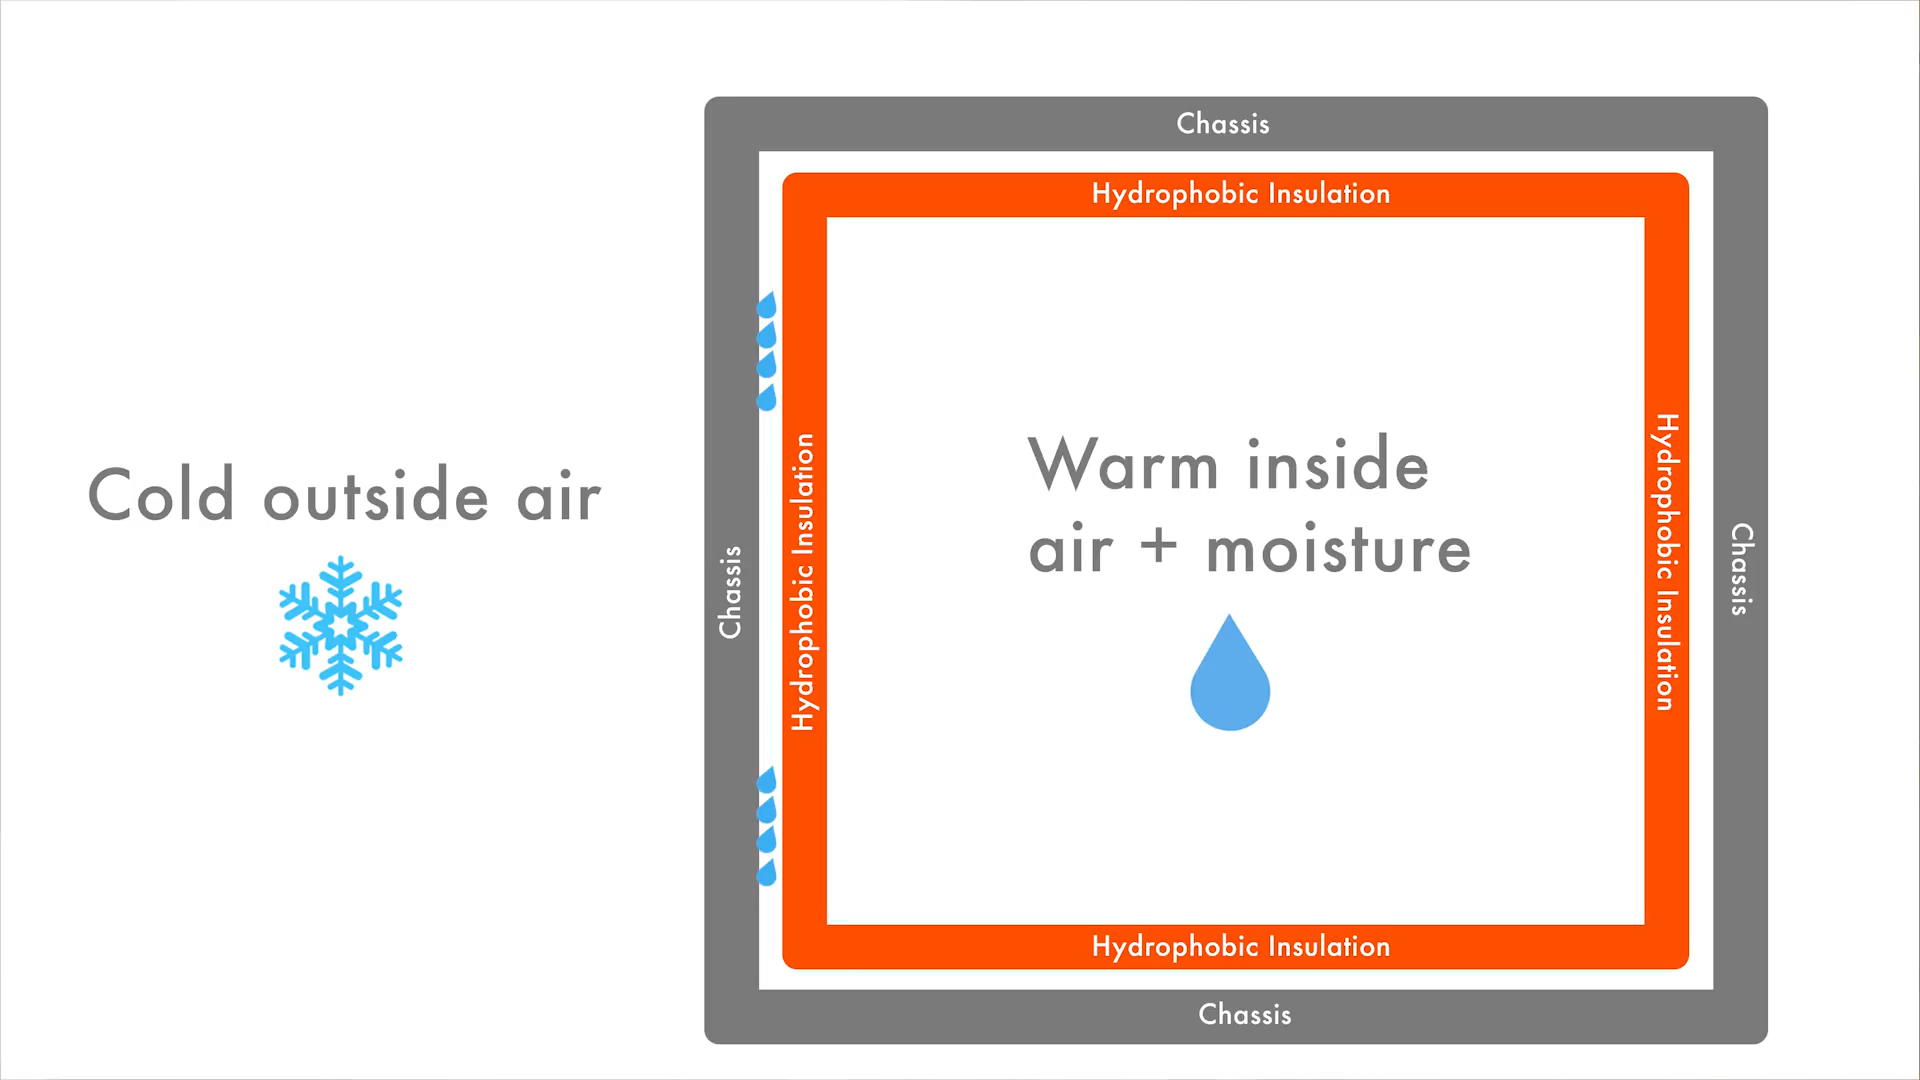 Chassis
Hydrophobic Insulation
Cold outside air
Chassis
Hydrophobic Insulation
Warm inside
air + moisture
Hydrophobic Insulation
Chassis
Hydrophobic Insulation
Chassis